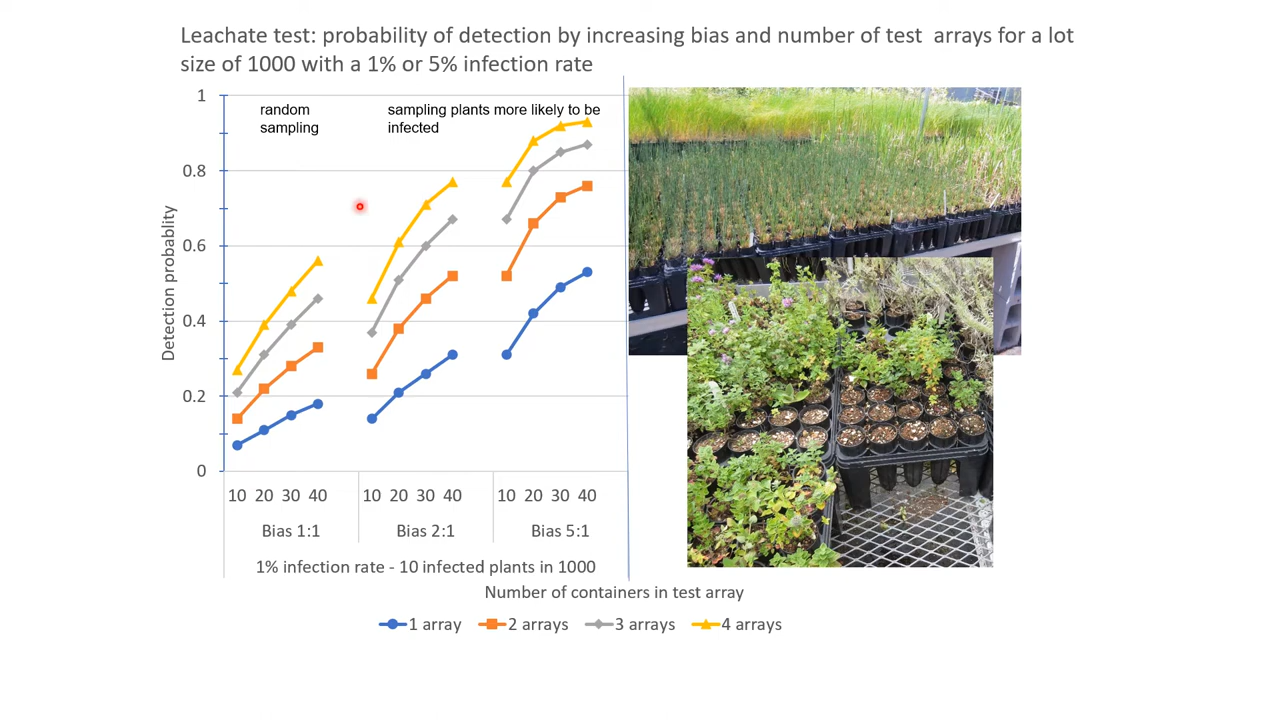 Leachate test: probability of detection by increasing bias and number of test  arrays for a lot
size of 1000 with a 1% or 5% infection rate
random
sampling
sampling plants more likely to be
infected
1
0.8
0.6
0.4
0.2
0
Detection probablity
10 20 30 40 10 20 30 40 10 20 30 40
Bias 1:1 Bias 2:1 Bias 5:1
1% infection rate - 10 infected plants in 1000
Number of containers in test array
1 array 2 arrays 3 arrays 4 arrays